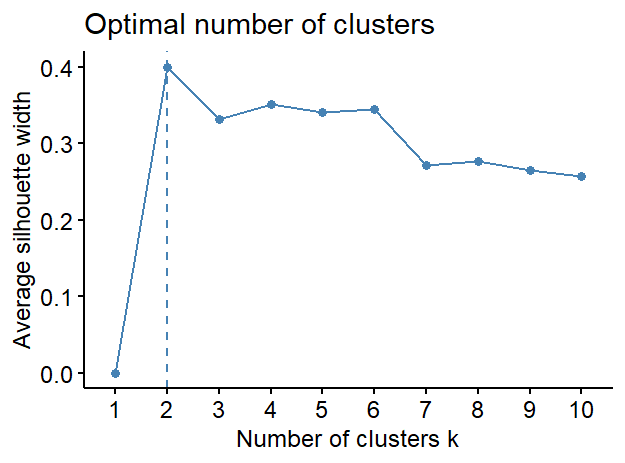 Optimal number of clusters
Average silhouette width
0.4
0.3
0.2
0.1
0.0
1 2 3 4 5 6 7 8 9 10
Number of clusters k